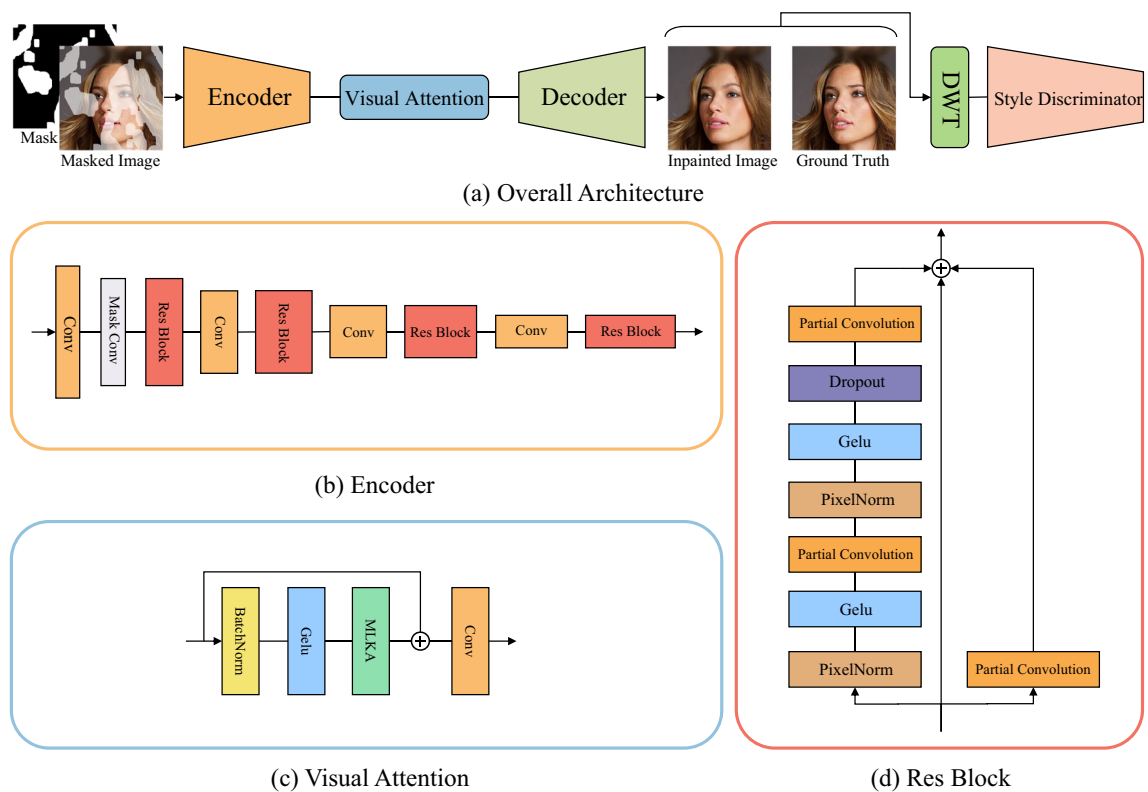 Mask
Masked Image
Encoder
Visual Attention
Decoder
Inpainted Image
Ground Truth
DWT
Style Discriminator
(a) Overall Architecture
Conv
Mask Conv
Res Block
Conv
Res Block
Conv
Res Block
Conv
Res Block
(b) Encoder
BatchNorm
Gelu
MLKA
Conv
(c) Visual Attention
Partial Convolution
Dropout
Gelu
PixelNorm
Partial Convolution
Gelu
PixelNorm
Partial Convolution
(d) Res Block